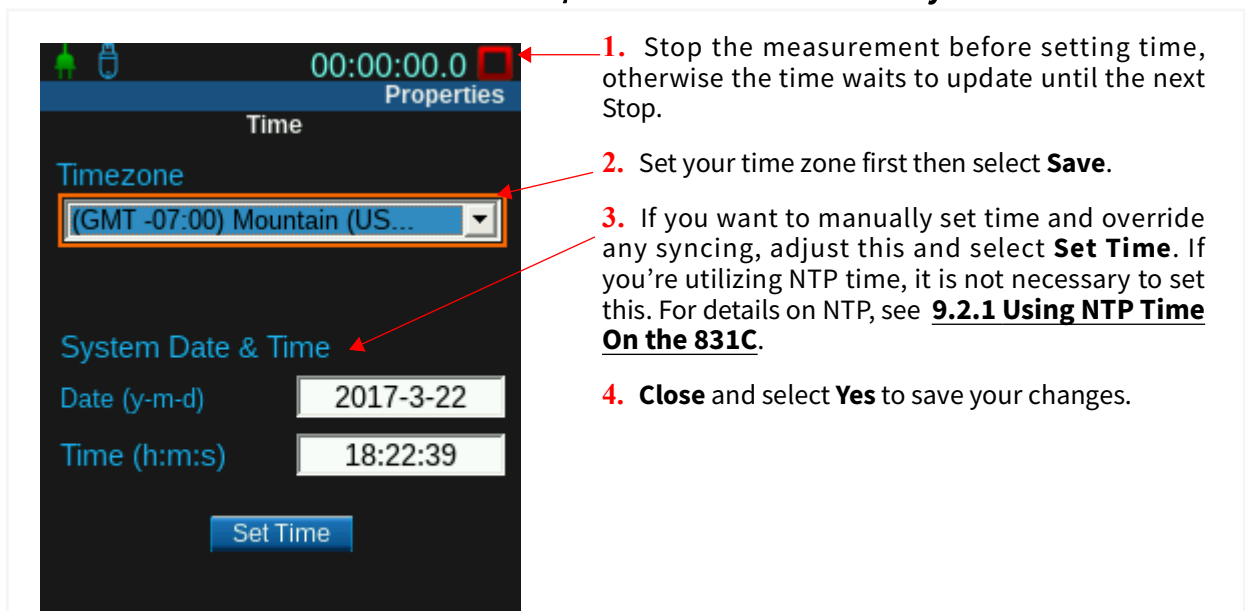 00:00:00.0
Properties
Time
Timezone
(GMT -07:00) Mountain (US...
System Date & Time
Date (y-m-d) 2017-3-22
Time (h:m:s) 18:22:39
Set Time
1. Stop the measurement before setting time,
otherwise the time waits to update until the next
Stop.
2. Set your time zone first then select Save.
3. If you want to manually set time and override
any syncing, adjust this and select Set Time. If
you’re utilizing NTP time, it is not necessary to set
this. For details on NTP, see 9.2.1 Using NTP Time
On the 831C.
4. Close and select Yes to save your changes.